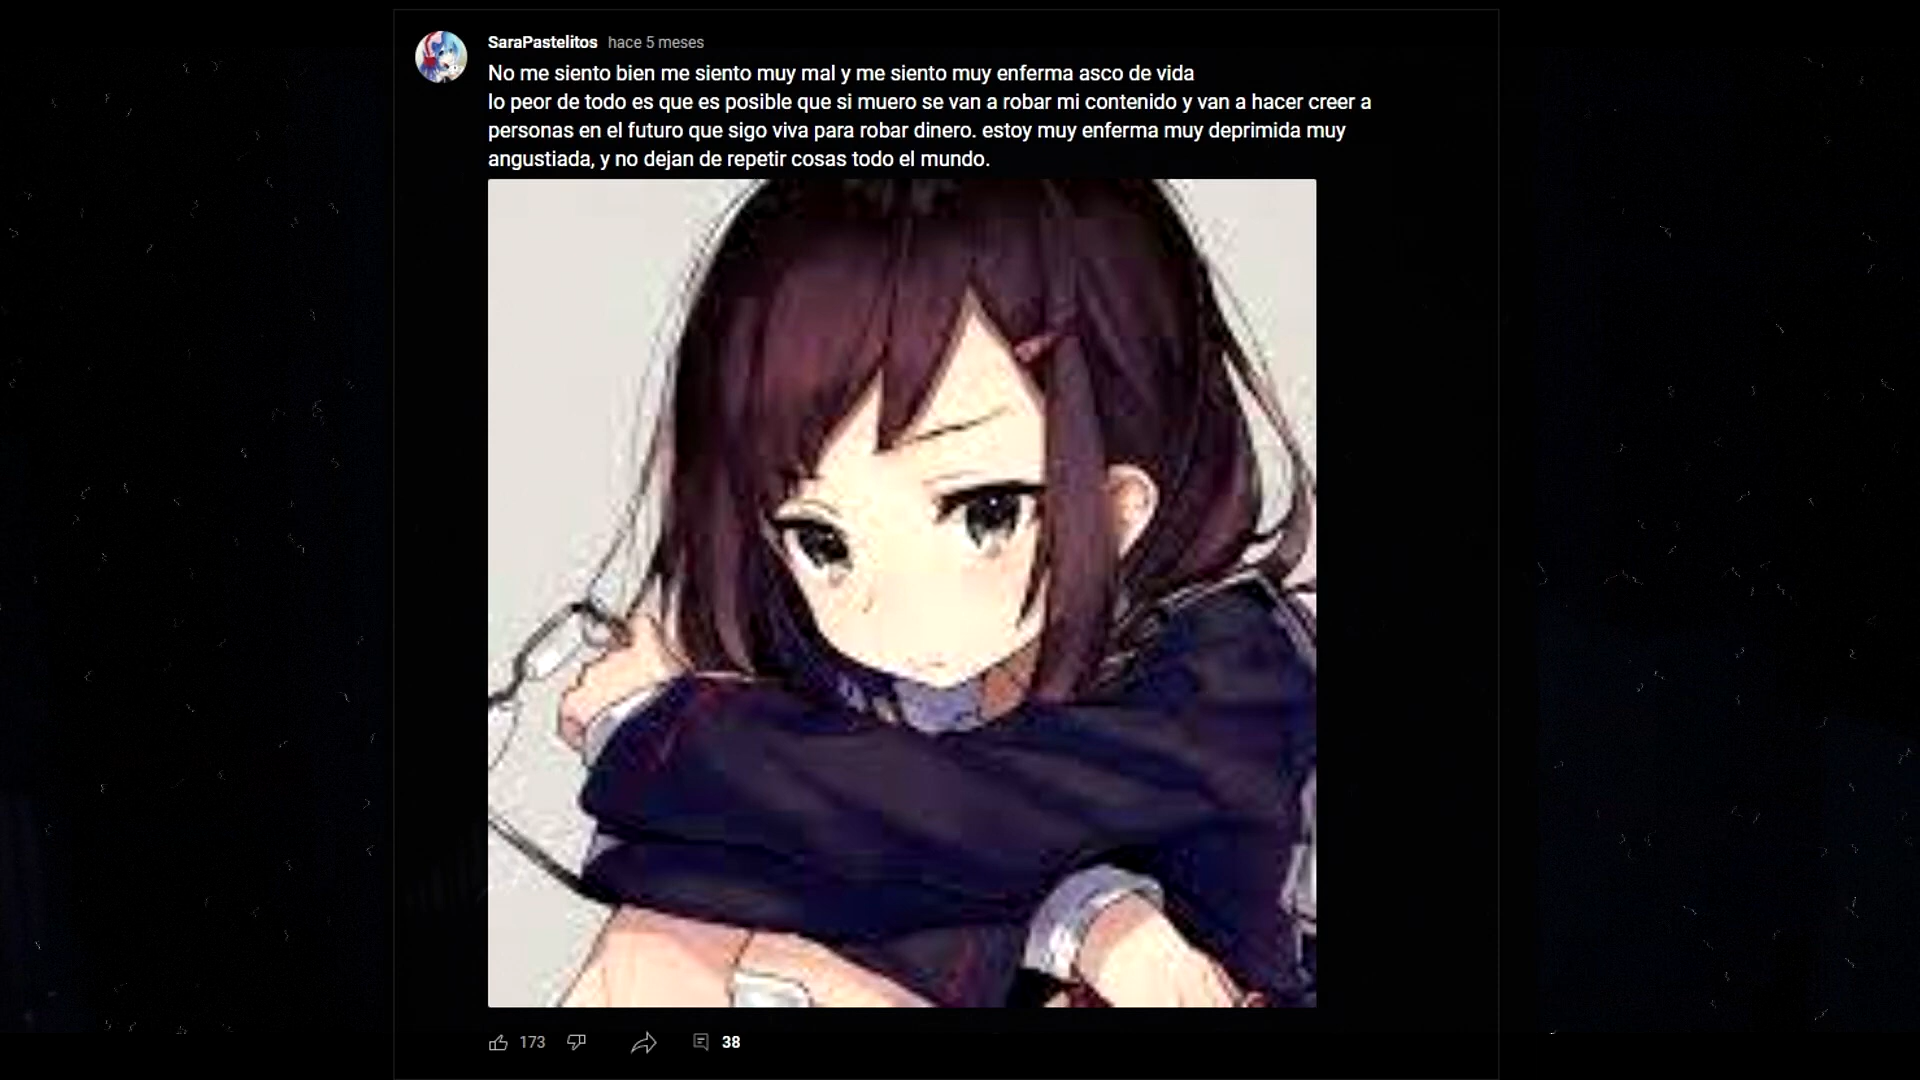 SaraPastelitos hace 5 meses
No me siento bien me siento muy mal y me siento muy enferma asco de vida
lo peor de todo es que es posible que si muero se van a robar mi contenido y van a hacer creer a
personas en el futuro que sigo viva para robar dinero. estoy muy enferma muy deprimida muy
angustiada, y no dejan de repetir cosas todo el mundo.
173 38